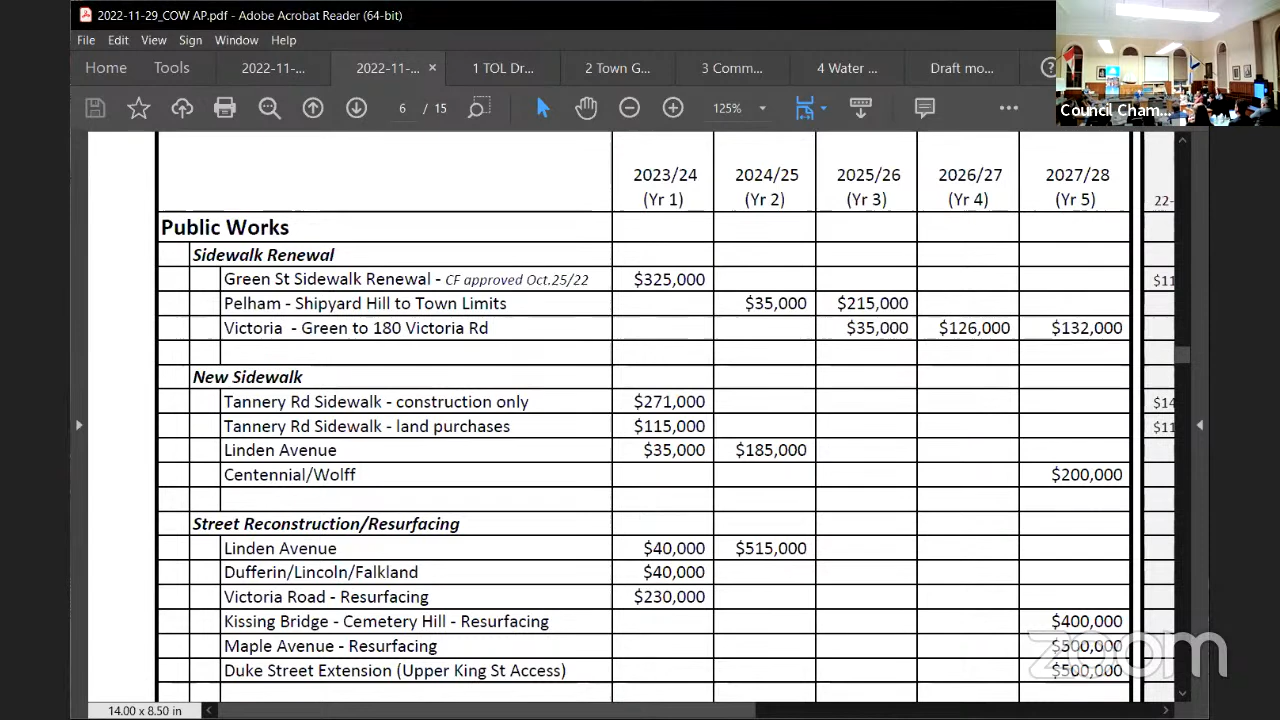 2022-11-29_COW AP.pdf - Adobe Acrobat Reader (64-bit)
File Edit View Sign Window Help
Home Tools 2022-11-... 2022-11-... × 1 TOL Dr... 2 Town G... 3 Comm... 4 Water ... Draft mo...
6 / 15 125%
Council Cham...
2023/24 2024/25 2025/26 2026/27 2027/28
(Yr 1) (Yr 2) (Yr 3) (Yr 4) (Yr 5) 22-
Public Works
Sidewalk Renewal
Green St Sidewalk Renewal - CF approved Oct.25/22 $325,000 $11
Pelham - Shipyard Hill to Town Limits $35,000 $215,000
Victoria - Green to 180 Victoria Rd $35,000 $126,000 $132,000
New Sidewalk
Tannery Rd Sidewalk - construction only $271,000 $14
Tannery Rd Sidewalk - land purchases $115,000 $11
Linden Avenue $35,000 $185,000
Centennial/Wolff $200,000
Street Reconstruction/Resurfacing
Linden Avenue $40,000 $515,000
Dufferin/Lincoln/Falkland $40,000
Victoria Road - Resurfacing $230,000
Kissing Bridge - Cemetery Hill - Resurfacing $400,000
Maple Avenue - Resurfacing $500,000
Duke Street Extension (Upper King St Access) $500,000
zoom
14.00 x 8.50 in